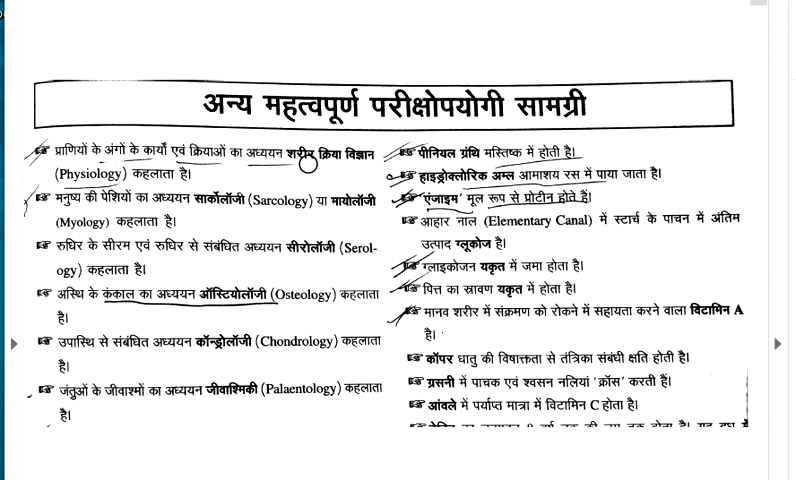 अन्य महत्वपूर्ण परीक्षोपयोगी सामग्री
प्राणियों के अंगों के कार्यों एवं क्रियाओं का अध्ययन शरीर क्रिया विज्ञान
(Physiology) कहलाता है।
मनुष्य की पेशियों का अध्ययन सार्कोलॉजी (Sarcology) या मायोलॉजी
(Myology) कहलाता है।
रुधिर के सीरम एवं रुधिर से संबंधित अध्ययन सीरोलॉजी (Serol-
ogy) कहलाता है।
अस्थि के कंकाल का अध्ययन ऑस्टियोलॉजी (Osteology) कहलाता
है।
उपास्थि से संबंधित अध्ययन कॉन्ड्रोलॉजी (Chondrology) कहलाता
है।
जंतुओं के जीवाश्मों का अध्ययन जीवाश्मिकी (Palaentology) कहलाता
है।
पीनियल ग्रंथि मस्तिष्क में होती है।
हाइड्रोक्लोरिक अम्ल आमाशय रस में पाया जाता है।
'एंजाइम' मूल रूप से प्रोटीन होते हैं।
आहार नाल (Elementary Canal) में स्टार्च के पाचन में अंतिम
उत्पाद ग्लूकोज है।
ग्लाइकोजन यकृत में जमा होता है।
पित्त का स्रावण यकृत में होता है।
मानव शरीर में संक्रमण को रोकने में सहायता करने वाला विटामिन A
है।
कॉपर धातु की विषाक्तता से तंत्रिका संबंधी क्षति होती है।
ग्रसनी में पाचक एवं श्वसन नलियां 'क्रॉस' करती हैं।
आंवले में पर्याप्त मात्रा में विटामिन C होता है।